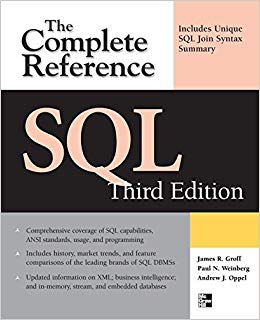 The
Complete
Reference
Includes Unique
SQL Join Syntax
Summary
SQL
Third Edition
Comprehensive coverage of SQL capabilities,
ANSI standards, usage, and programming
Includes history, market trends, and feature
comparisons of the leading brands of SQL DBMSs
Updated information on XML; business intelligence;
and in-memory, stream, and embedded databases
James R. Groff
Paul N. Weinberg
Andrew J. Oppel